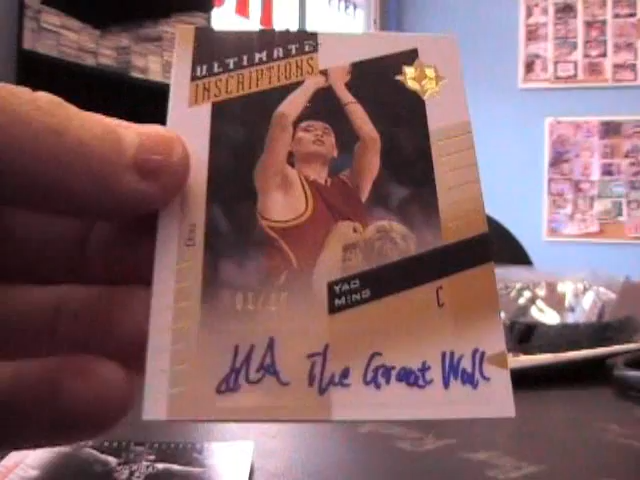 ULTIMATE
INSCRIPTIONS
YAO
MING
C
The Great Wall